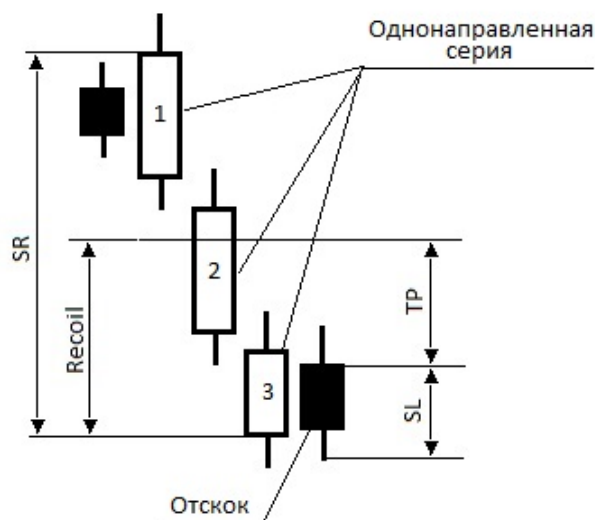 Однонаправленная
серия
1
SR
2
Recoil
TP
3
SL
Отскок